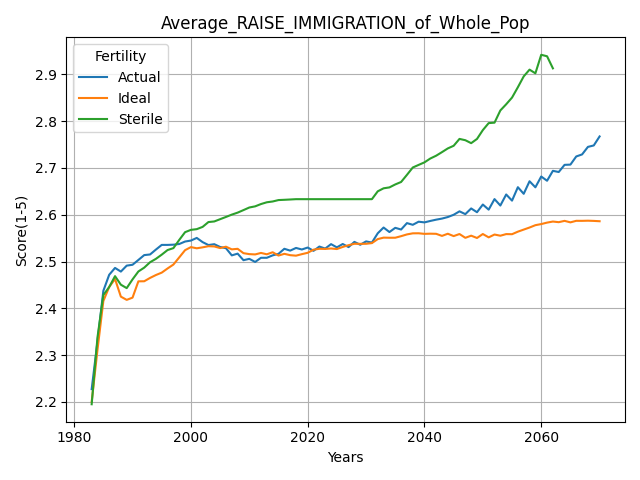 Average_RAISE_IMMIGRATION_of_Whole_Pop
Fertility
Actual
Ideal
Sterile
Score(1-5)
2.9
2.8
2.7
2.6
2.5
2.4
2.3
2.2
1980
2000
2020
2040
2060
Years